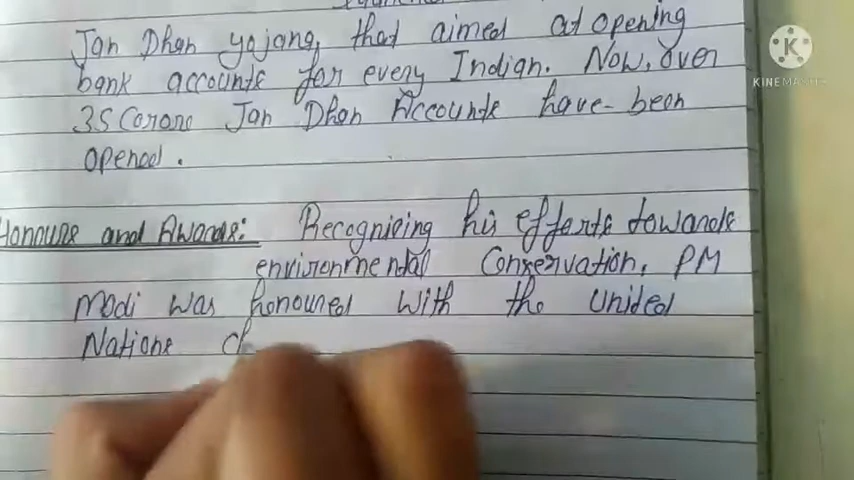 Jan Dhan yojana, that aimed at opening
bank accounts for every Indian. Now, over
35 Carore Jan Dhan Accounts have been
opened.
Honours and Awards: Recognising his efforts towards
environmental Conservation, PM
Modi was honoured with the United
Nations
KINEMASTER